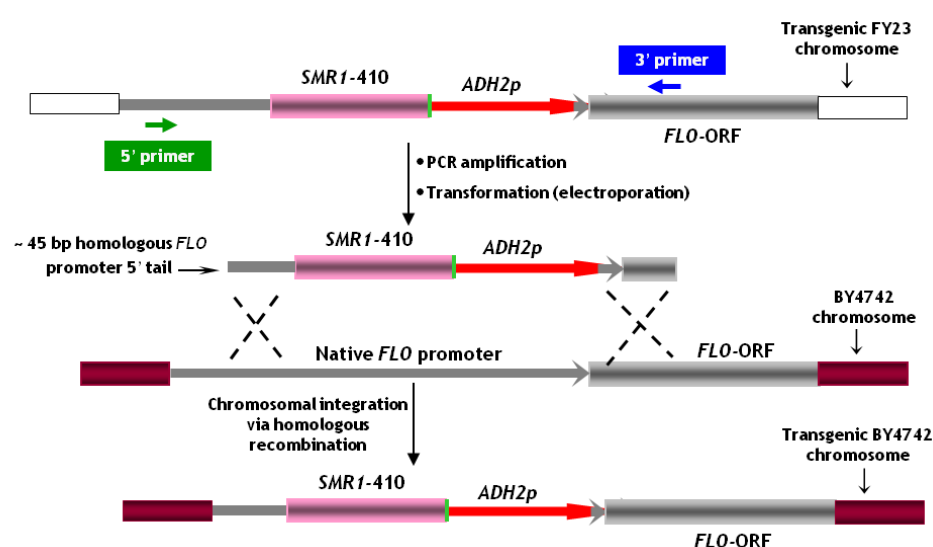 Transgenic FY23
chromosome
3' primer
SMR1-410
ADH2p
FLO-ORF
5' primer
• PCR amplification
• Transformation (electroporation)
SMR1-410
ADH2p
~ 45 bp homologous FLO
promoter 5' tail
BY4742
chromosome
Native FLO promoter
FLO-ORF
Chromosomal integration
via homologous
recombination
Transgenic BY4742
chromosome
SMR1-410
ADH2p
FLO-ORF